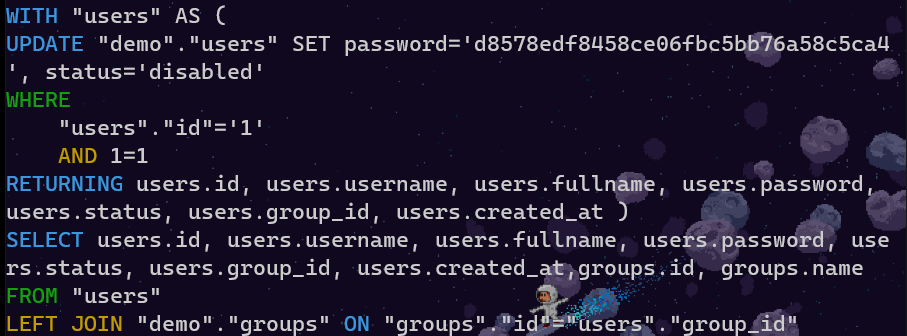 WITH "users" AS (
UPDATE "demo"."users" SET password='d8578edf8458ce06fbc5bb76a58c5ca4
', status='disabled'
WHERE
    "users"."id"='1'
    AND 1=1
RETURNING users.id, users.username, users.fullname, users.password,
users.status, users.group_id, users.created_at )
SELECT users.id, users.username, users.fullname, users.password, use
rs.status, users.group_id, users.created_at,groups.id, groups.name
FROM "users"
LEFT JOIN "demo"."groups" ON "groups"."id"="users"."group_id"